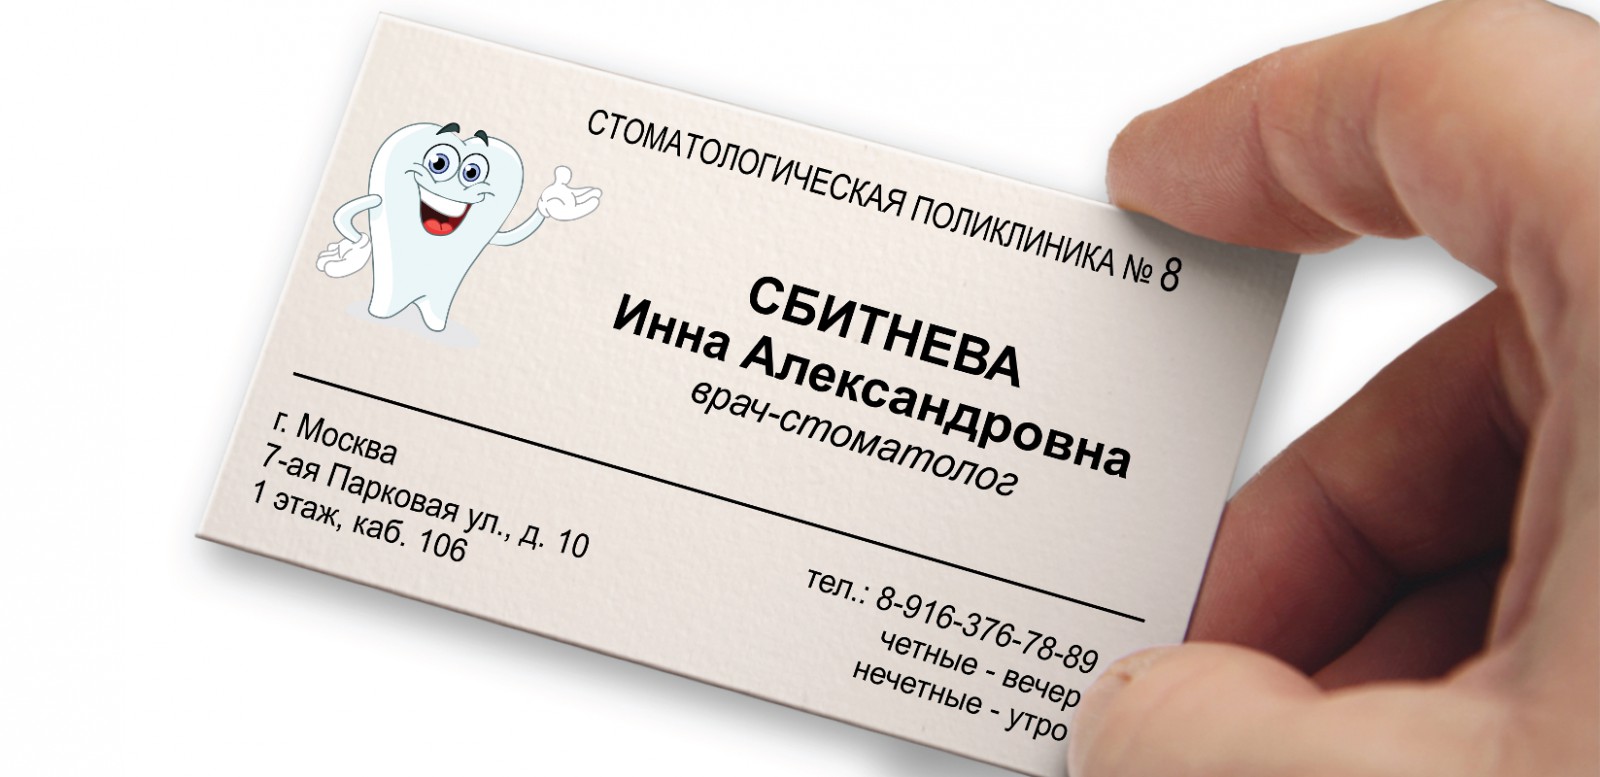 СТОМАТОЛОГИЧЕСКАЯ ПОЛИКЛИНИКА № 8
СБИТНЕВА
Инна Александровна
врач-стоматолог
г. Москва
7-ая Парковая ул., д. 10
1 этаж, каб. 106
тел.: 8-916-376-78-89
четные - вечер
нечетные - утро